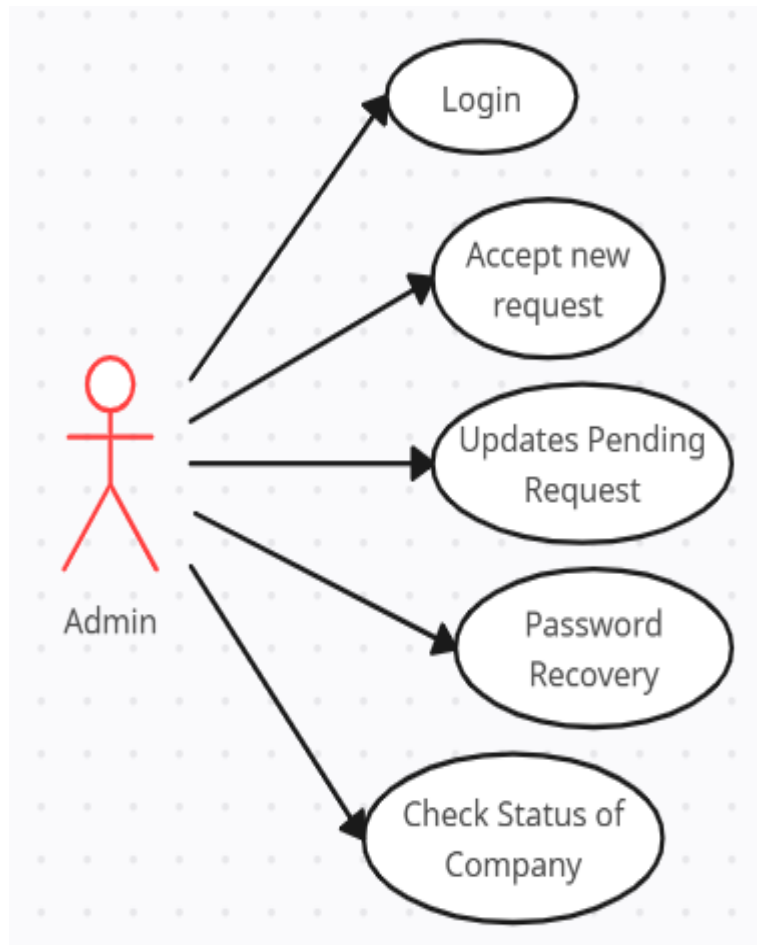 Login
Accept new
request
Updates Pending
Request
Password
Recovery
Admin
Check Status of
Company